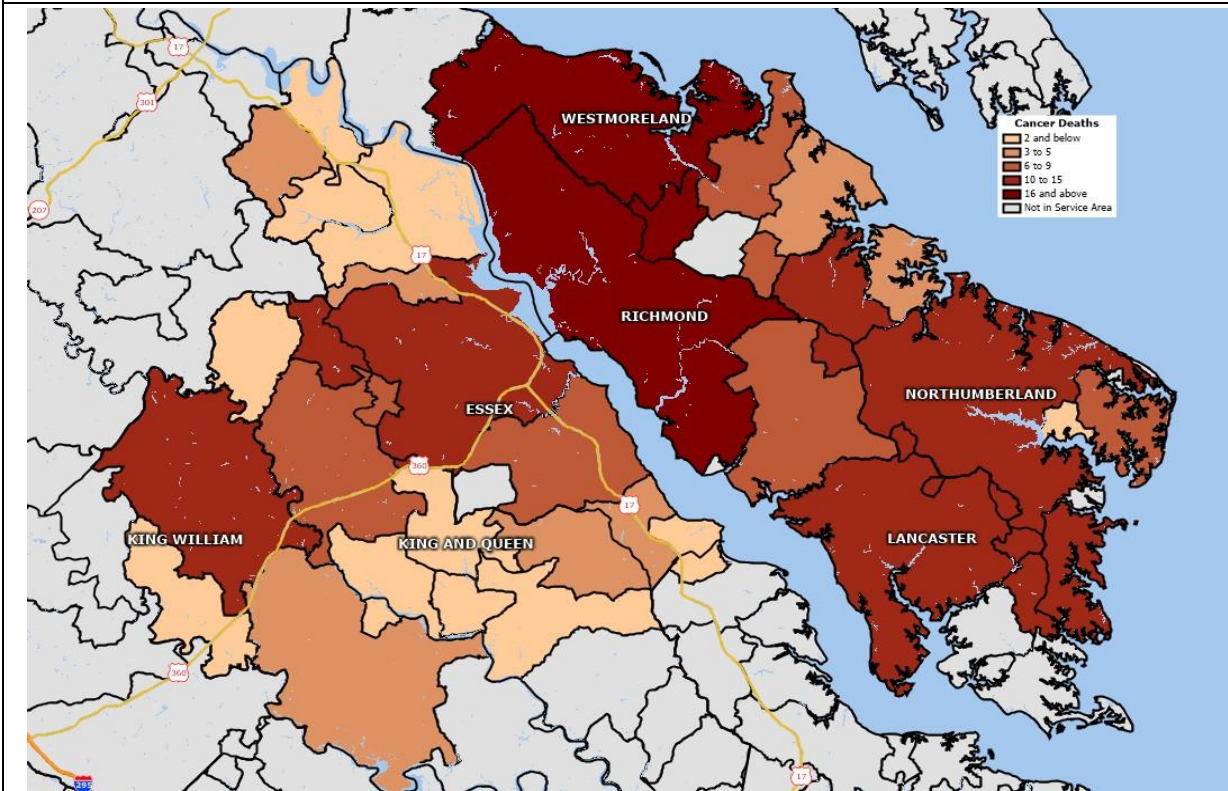 17
301
207
17
WESTMORELAND
Cancer Deaths
2 and below
3 to 5
6 to 9
10 to 15
16 and above
Not in Service Area
RICHMOND
ESSEX
NORTHUMBERLAND
360
17
KING WILLIAM
KING AND QUEEN
LANCASTER
360
295
17